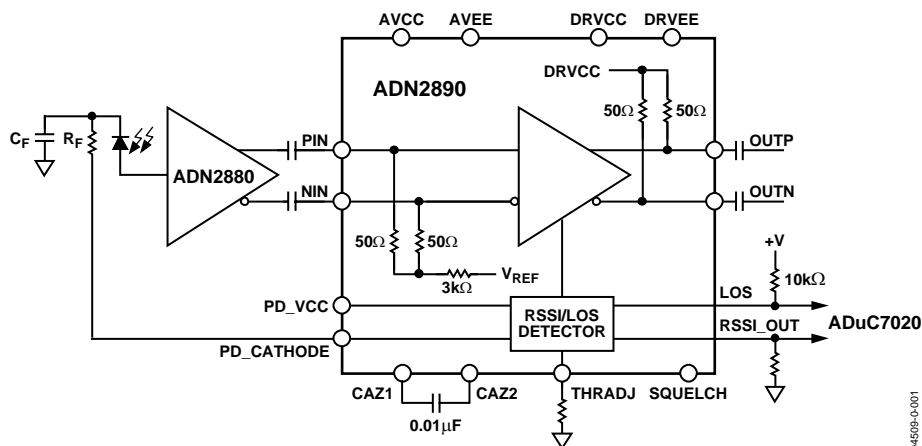 AVCC AVEE DRVCC DRVEE
DRVCC
ADN2890
50Ω 50Ω
CF RF
PIN OUTP
ADN2880
NIN OUTN
50Ω 50Ω
+V
VREF
3kΩ
10kΩ
LOS
PD_VCC
RSSI/LOS
DETECTOR
ADuC7020
RSSI_OUT
PD_CATHODE
CAZ1 CAZ2 THRADJ SQUELCH
0.01μF
04509-0-001